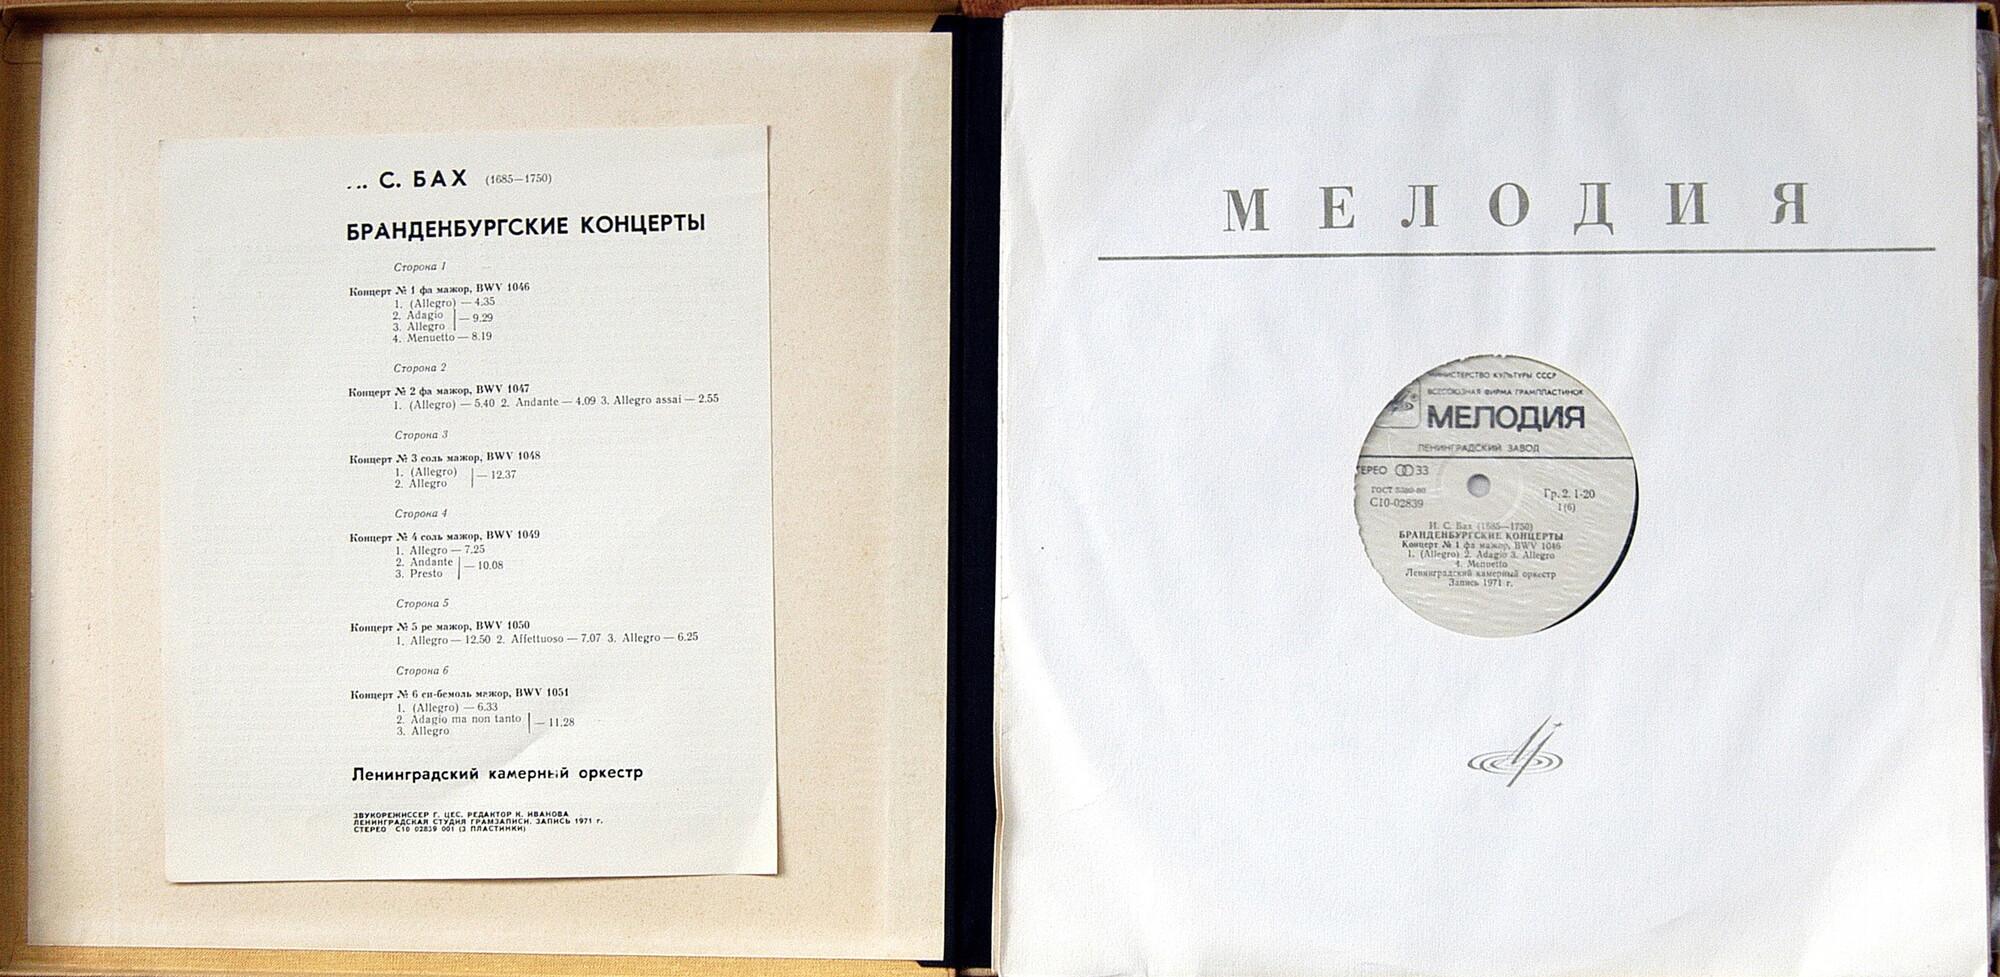 С. БАХ (1685—1750)
БРАНДЕНБУРГСКИЕ КОНЦЕРТЫ
Сторона 1
Концерт № 1 фа мажор, BWV 1046
1. (Allegro) — 4.35
2. Adagio
3. Allegro — 9.29
4. Menuetto — 8.19
Сторона 2
Концерт № 2 фа мажор, BWV 1047
1. (Allegro) — 5.40 2. Andante — 4.09 3. Allegro assai — 2.55
Сторона 3
Концерт № 3 соль мажор, BWV 1048
1. (Allegro)
2. Allegro — 12.37
Сторона 4
Концерт № 4 соль мажор, BWV 1049
1. Allegro — 7.25
2. Andante
3. Presto — 10.08
Сторона 5
Концерт № 5 ре мажор, BWV 1050
1. Allegro — 12.50 2. Affettuoso — 7.07 3. Allegro — 6.25
Сторона 6
Концерт № 6 си-бемоль мажор, BWV 1051
1. (Allegro) — 6.33
2. Adagio ma non tanto
3. Allegro — 11.28
Ленинградский камерный оркестр
ЗВУКОРЕЖИССЕР Г. ЦЕС. РЕДАКТОР К. ИВАНОВА
ЛЕНИНГРАДСКАЯ СТУДИЯ ГРАМЗАПИСИ. ЗАПИСЬ 1971 г.
СТЕРЕО С10 02839 001 (3 ПЛАСТИНКИ)
МЕЛОДИЯ
МИНИСТЕРСТВО КУЛЬТУРЫ СССР
ВСЕСОЮЗНАЯ ФИРМА ГРАМПЛАСТИНОК
МЕЛОДИЯ
ЛЕНИНГРАДСКИЙ ЗАВОД
ТЕРЕО 33
ГОСТ 5289-80
С10-02839
Гр. 2. 1-20
1(6)
И. С. Бах (1685—1750)
БРАНДЕНБУРГСКИЕ КОНЦЕРТЫ
Концерт № 1 фа мажор, BWV 1046
1. (Allegro) 2. Adagio 3. Allegro
4. Menuetto
Ленинградский камерный оркестр
Запись 1971 г.